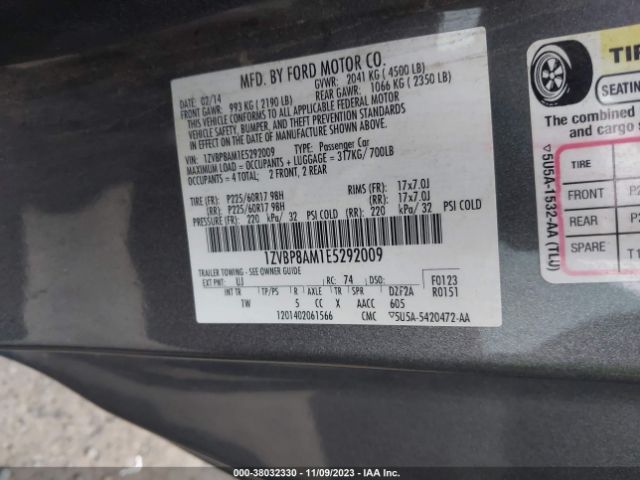 MFD. BY FORD MOTOR CO.
DATE: 02/14 GVWR: 2041 KG ( 4500 LB)
FRONT GAWR: 993 KG ( 2190 LB) REAR GAWR: 1066 KG ( 2350 LB)
THIS VEHICLE CONFORMS TO ALL APPLICABLE FEDERAL MOTOR
VEHICLE SAFETY, BUMPER, AND THEFT PREVENTION STANDARDS
IN EFFECT ON THE DATE OF MANUFACTURE SHOWN ABOVE.
VIN: 1ZVBP8AM1E5292009 TYPE: Passenger Car
MAXIMUM LOAD = OCCUPANTS + LUGGAGE = 317KG/ 700LB
OCCUPANTS = 4 TOTAL; 2 FRONT, 2 REAR
TIRE (FR): P225/60R17 98H RIMS (FR): 17x7.0J
(RR): P225/60R17 98H (RR): 17x7.0J
PRESSURE (FR): 220 kPa/ 32 PSI COLD (RR): 220 kPa/ 32 PSI COLD
1ZVBP8AM1E5292009
TRAILER TOWING - SEE OWNER GUIDE
EXT PNT: UJ RC: 74 DSO: F0123
INT TR TP/PS R AXLE TR SPR DZF2A R0151
TW 5 CC X AACC 605
1201402061566 CMC ▽5U5A-5420472-AA
TIR
SEATIN
The combined
and cargo
▽5U5A-1532-AA (TLU)
TIRE
FRONT P2
REAR P2
SPARE T1
000-38032330 - 11/09/2023 - IAAI.COM